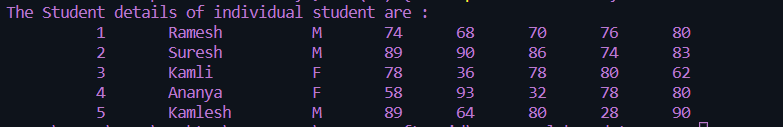 The Student details of individual student are :
1 Ramesh M 74 68 70 76 80
2 Suresh M 89 90 86 74 83
3 Kamli F 78 36 78 80 62
4 Ananya F 58 93 32 78 80
5 Kamlesh M 89 64 80 28 90